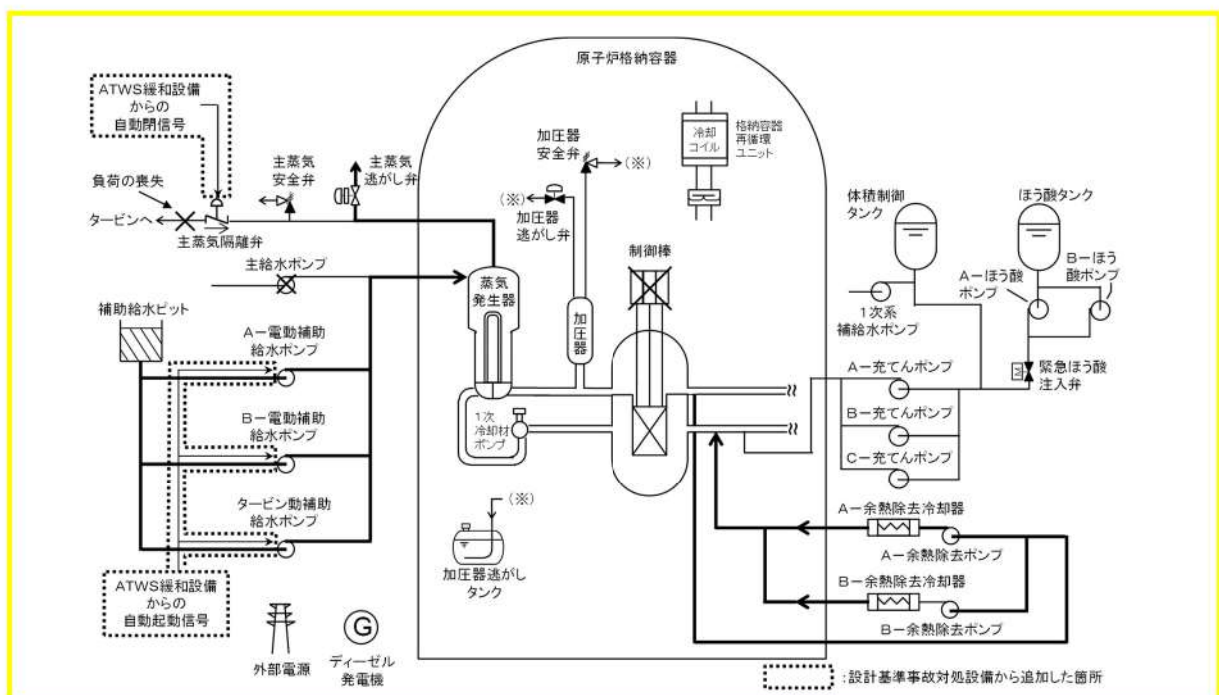 原子炉格納容器
ATWS緩和設備
からの
自動閉信号
負荷の喪失
タービンへ
主蒸気隔離弁
主蒸気
安全弁
主蒸気
逃がし弁
加圧器
安全弁
(※)
(※)
加圧器
逃がし弁
冷却
コイル
格納容器
再循環
ユニット
体積制御
タンク
ほう酸タンク
B-ほう
酸ポンプ
A-ほう酸
ポンプ
1次系
補給水ポンプ
緊急ほう酸
注入弁
主給水ポンプ
補助給水ピット
A-電動補助
給水ポンプ
B-電動補助
給水ポンプ
タービン動補助
給水ポンプ
ATWS緩和設備
からの
自動起動信号
蒸気
発生器
加圧器
制御棒
1次
冷却材
ポンプ
(※)
加圧器逃がし
タンク
A-充てんポンプ
B-充てんポンプ
C-充てんポンプ
A-余熱除去冷却器
A-余熱除去ポンプ
B-余熱除去冷却器
B-余熱除去ポンプ
外部電源
G
ディーゼル
発電機
:設計基準事故対処設備から追加した箇所